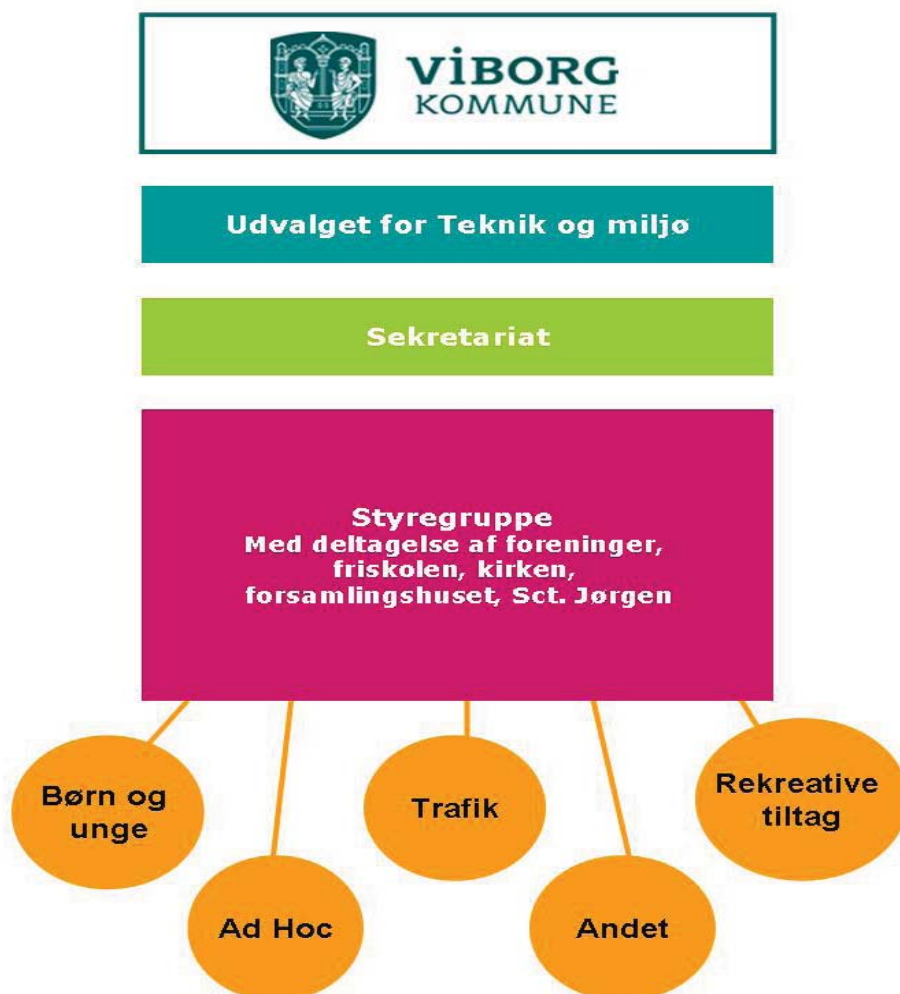 VIBORG
KOMMUNE
Udvalget for Teknik og miljø
Sekretariat
Styregruppe
Med deltagelse af foreninger,
friskolen, kirken,
forsamlingshuset, Sct. Jørgen
Børn og
unge
Ad Hoc
Trafik
Andet
Rekreative
tiltag